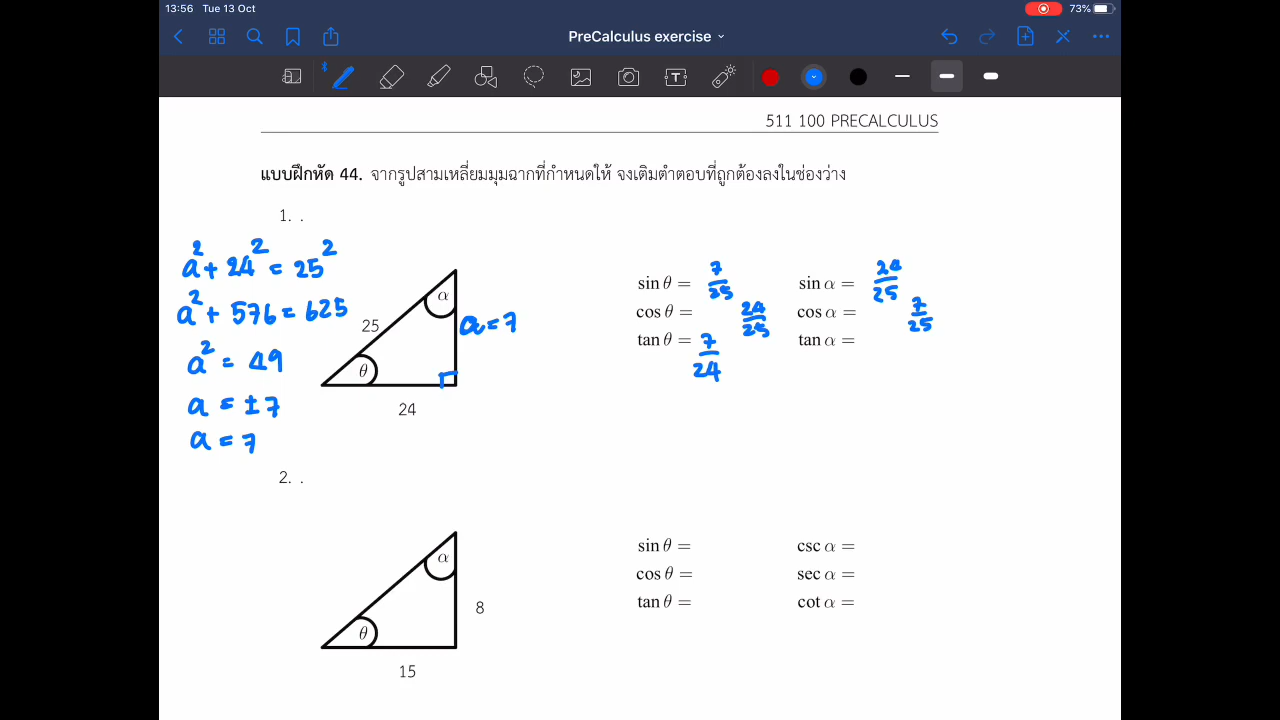 13:56 Tue 13 Oct 73%
PreCalculus exercise
T
511 100 PRECALCULUS
แบบฝึกหัด 44. จากรูปสามเหลี่ยมมุมฉากที่กำหนดให้ จงเติมคำตอบที่ถูกต้องลงในช่องว่าง
1. .
a² + 24² = 25²
a² + 576 = 625
a² = 49
a = ±7
a = 7
α
25
a = 7
θ
24
sin θ = 7/25
cos θ = 24/25
tan θ = 7/24
sin α = 24/25
cos α = 7/25
tan α =
2. .
α
8
θ
15
sin θ =
cos θ =
tan θ =
csc α =
sec α =
cot α =